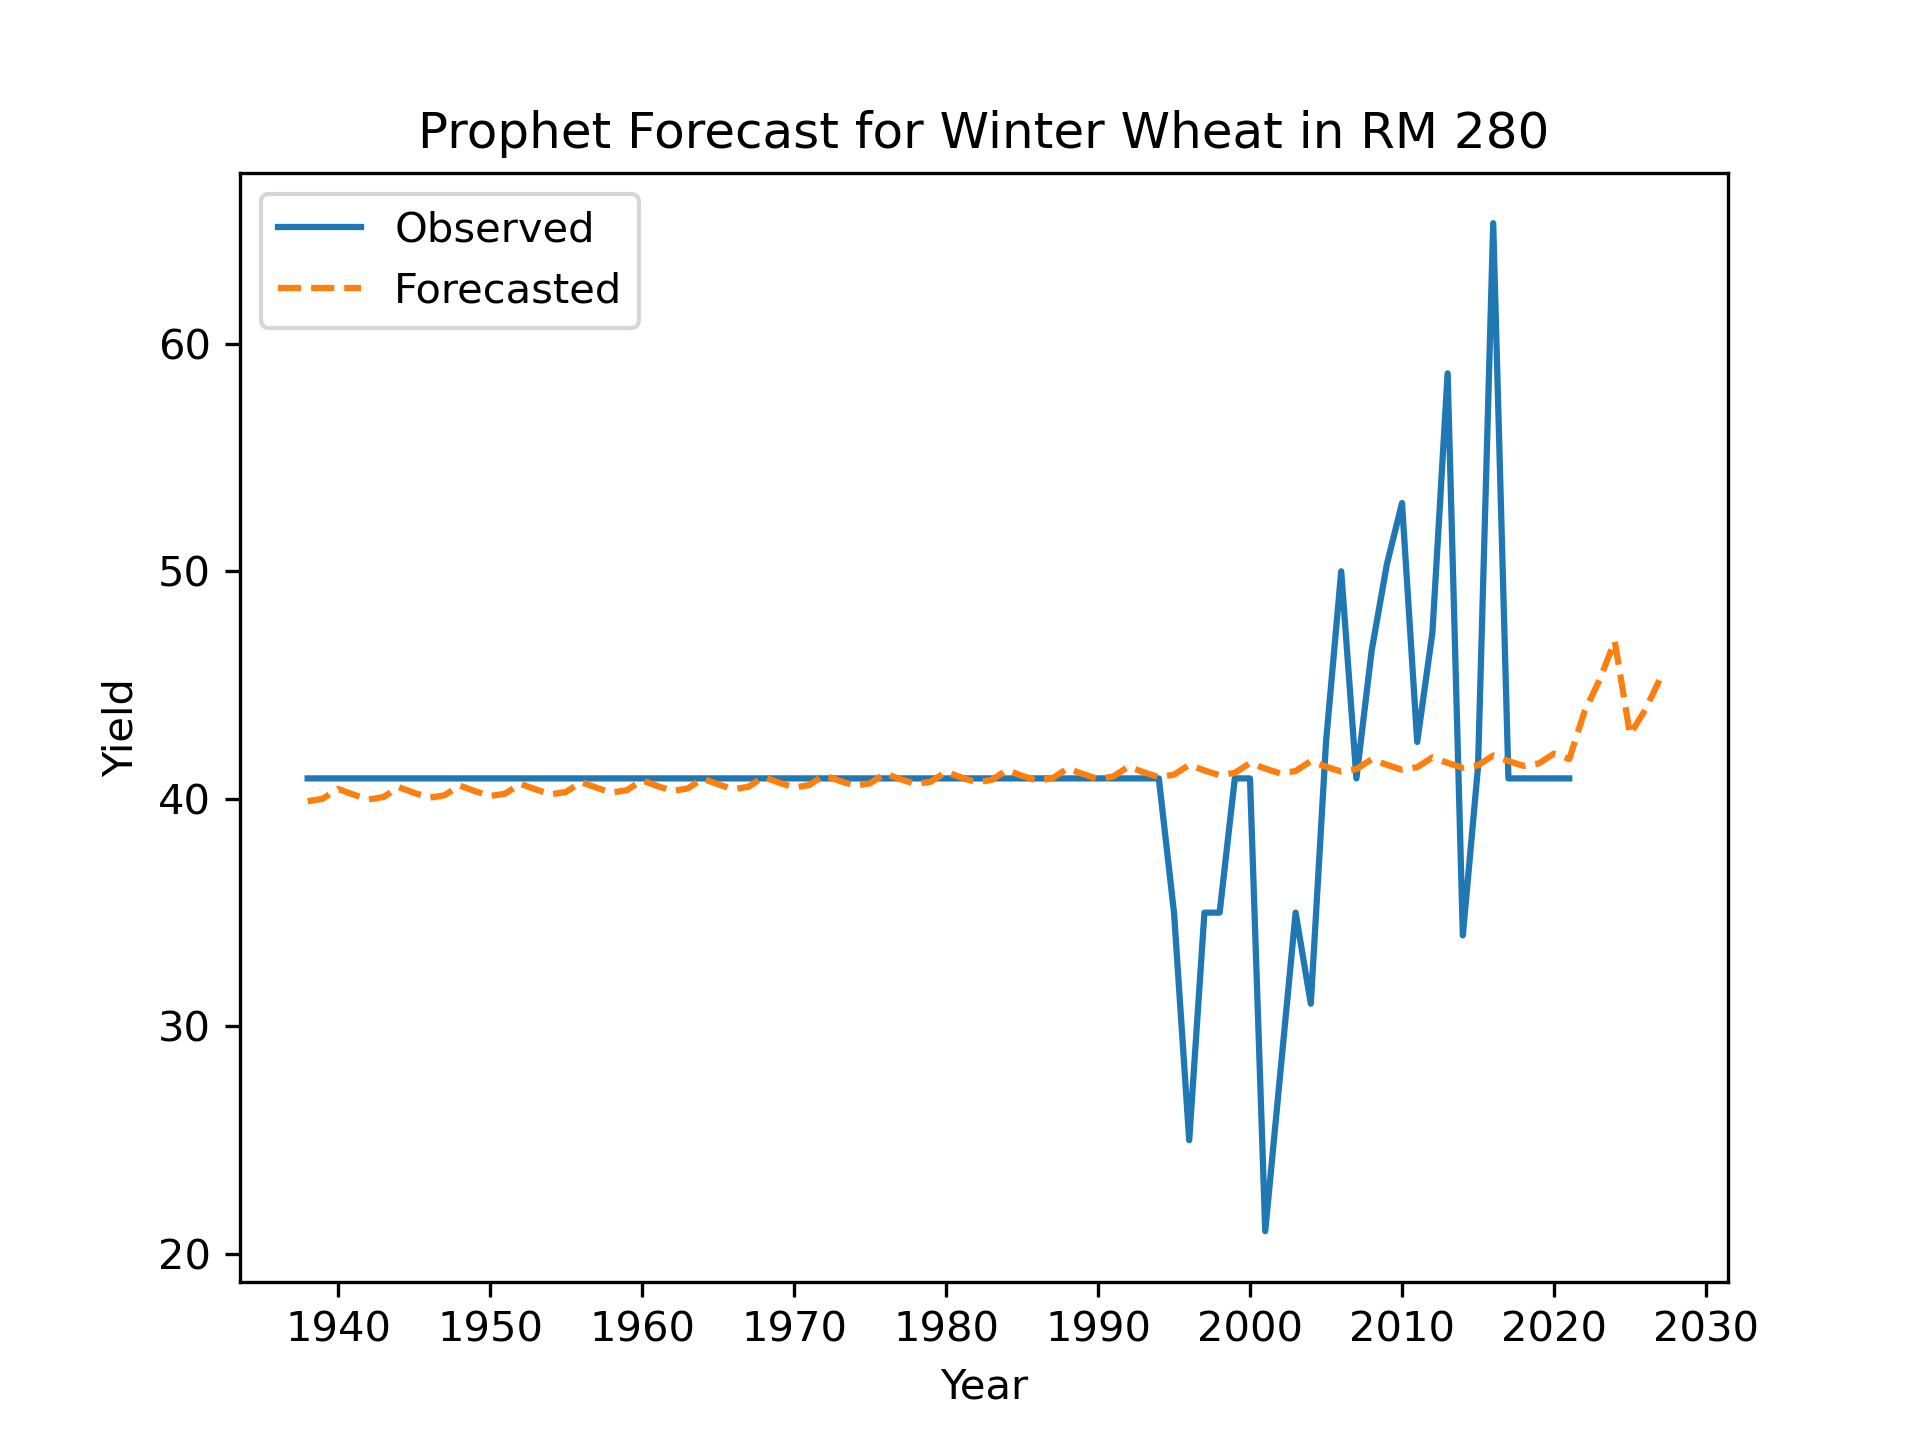 Prophet Forecast for Winter Wheat in RM 280
Observed
Forecasted
60
50
40
30
20
Yield
1940 1950 1960 1970 1980 1990 2000 2010 2020 2030
Year